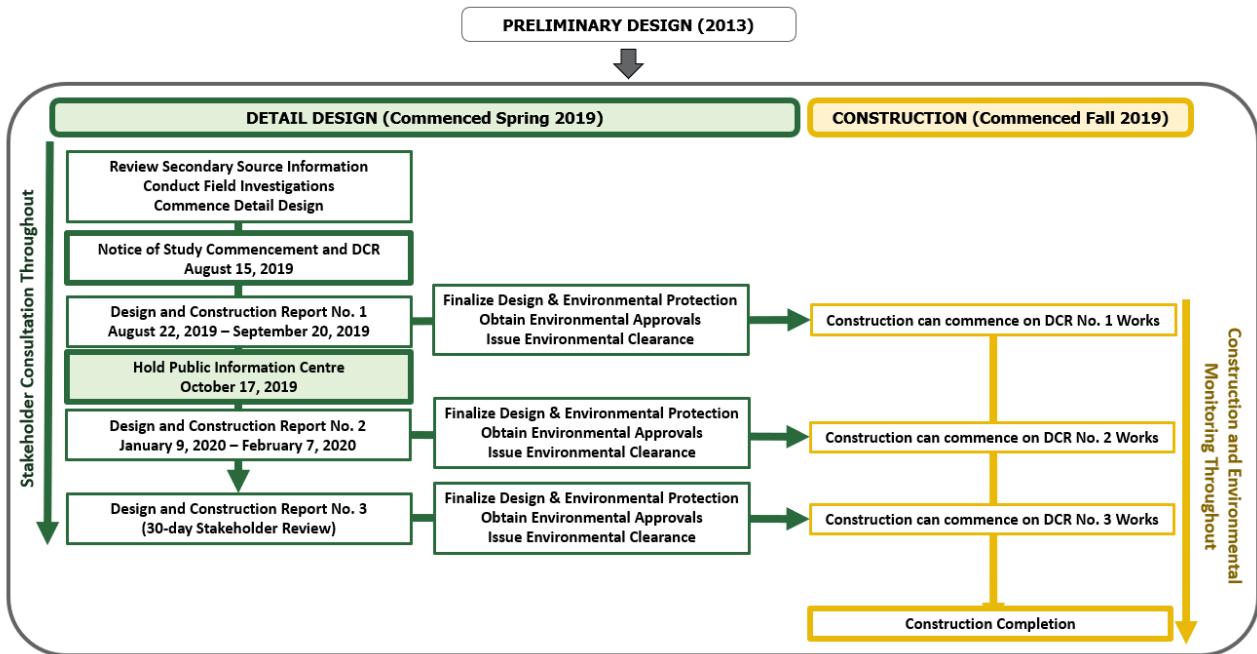 PRELIMINARY DESIGN (2013)
DETAIL DESIGN (Commenced Spring 2019)
CONSTRUCTION (Commenced Fall 2019)
Stakeholder Consultation Throughout
Review Secondary Source Information
Conduct Field Investigations
Commence Detail Design
Notice of Study Commencement and DCR
August 15, 2019
Design and Construction Report No. 1
August 22, 2019 – September 20, 2019
Finalize Design & Environmental Protection
Obtain Environmental Approvals
Issue Environmental Clearance
Construction can commence on DCR No. 1 Works
Hold Public Information Centre
October 17, 2019
Design and Construction Report No. 2
January 9, 2020 – February 7, 2020
Finalize Design & Environmental Protection
Obtain Environmental Approvals
Issue Environmental Clearance
Construction can commence on DCR No. 2 Works
Design and Construction Report No. 3
(30-day Stakeholder Review)
Finalize Design & Environmental Protection
Obtain Environmental Approvals
Issue Environmental Clearance
Construction can commence on DCR No. 3 Works
Construction Completion
Construction and Environmental
Monitoring Throughout